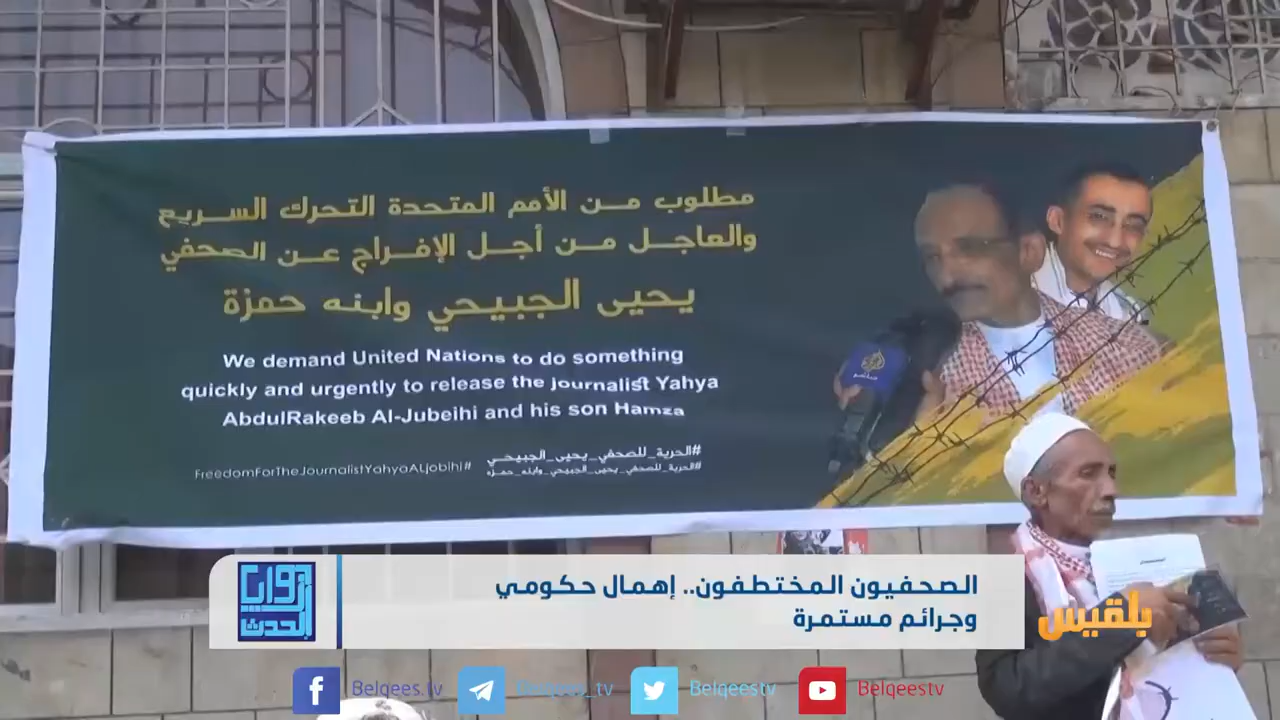 مطلوب من الأمم المتحدة التحرك السريع
والعاجل من أجل الإفراج عن الصحفي
يحيى الجبيحي وابنه حمزة
We demand United Nations to do something
quickly and urgently to release the journalist Yahya
AbdulRakeeb Al-Jubeihi and his son Hamza
#الحرية_للصحفي_يحيى_الجبيحي
#الحرية_للصحفي_يحيى_الجبيحي_وابنه_حمزة
FreedomForTheJournalistYahyaALjobihi#
الصحفيون المختطفون.. إهمال حكومي
وجرائم مستمرة
أبواب
الحدث
بلقيس
Belqees.tv
Belqees_tv
Belqeestv
Belqeestv